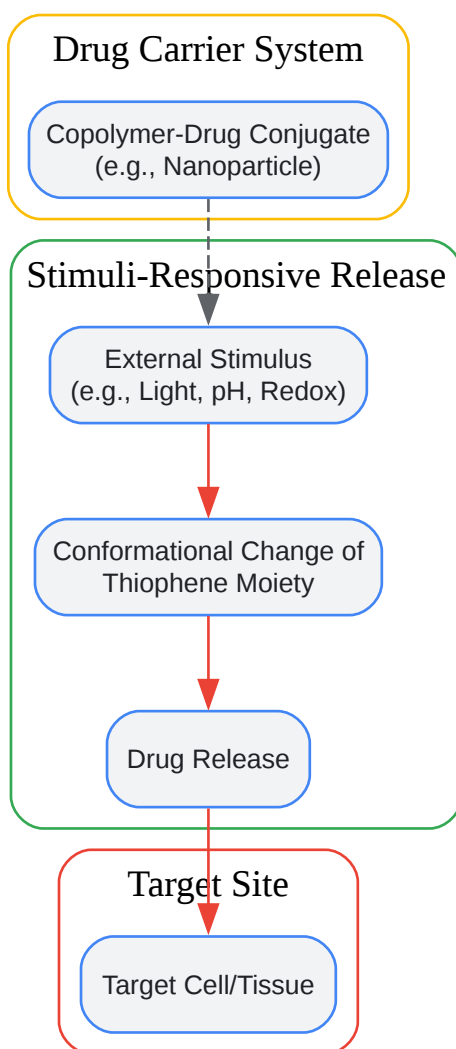 Drug Carrier System
Copolymer-Drug Conjugate
(e.g., Nanoparticle)
Stimuli-Responsive Release
External Stimulus
(e.g., Light, pH, Redox)
Conformational Change of
Thiophene Moiety
Drug Release
Target Site
Target Cell/Tissue